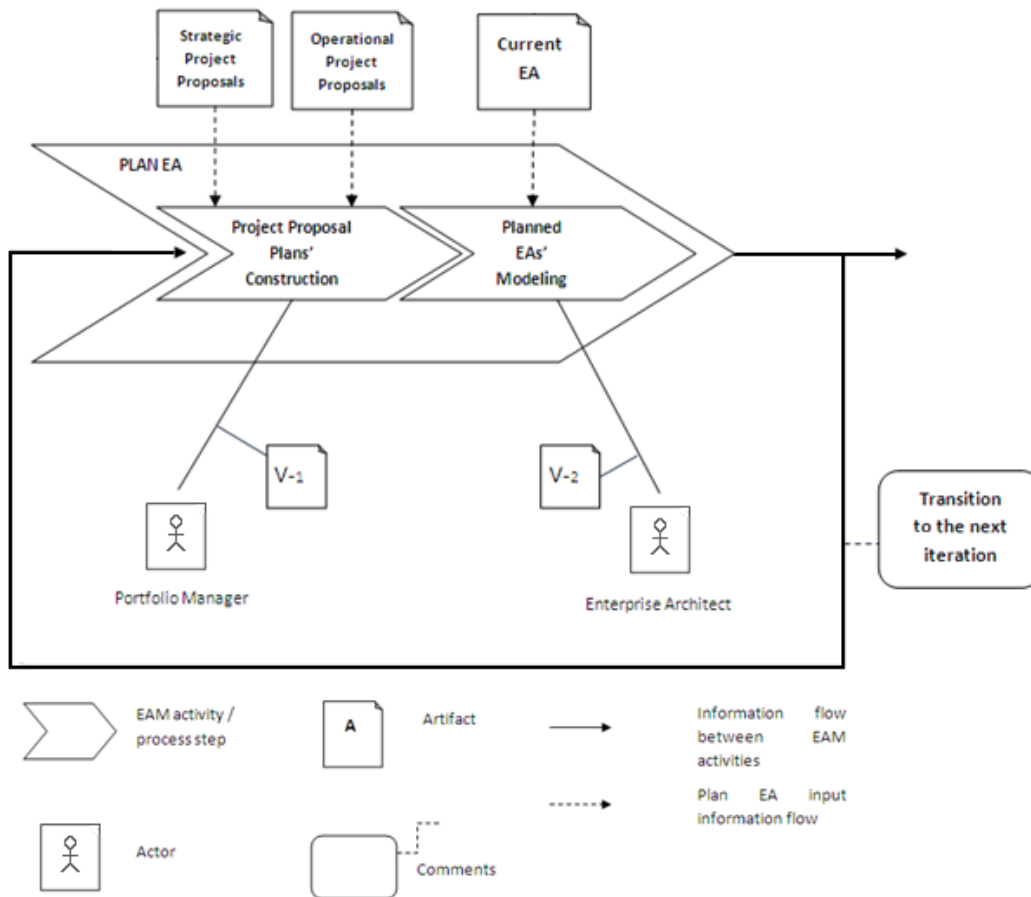 Strategic
Project
Proposals
Operational
Project
Proposals
Current
EA
PLAN EA
Project Proposal
Plans'
Construction
Planned
EAs'
Modeling
V-1
V-2
Transition
to the next
iteration
Portfolio Manager
Enterprise Architect
EAM activity /
process step
A
Artifact
Information flow
between EAM
activities
Plan EA input
information flow
Actor
Comments